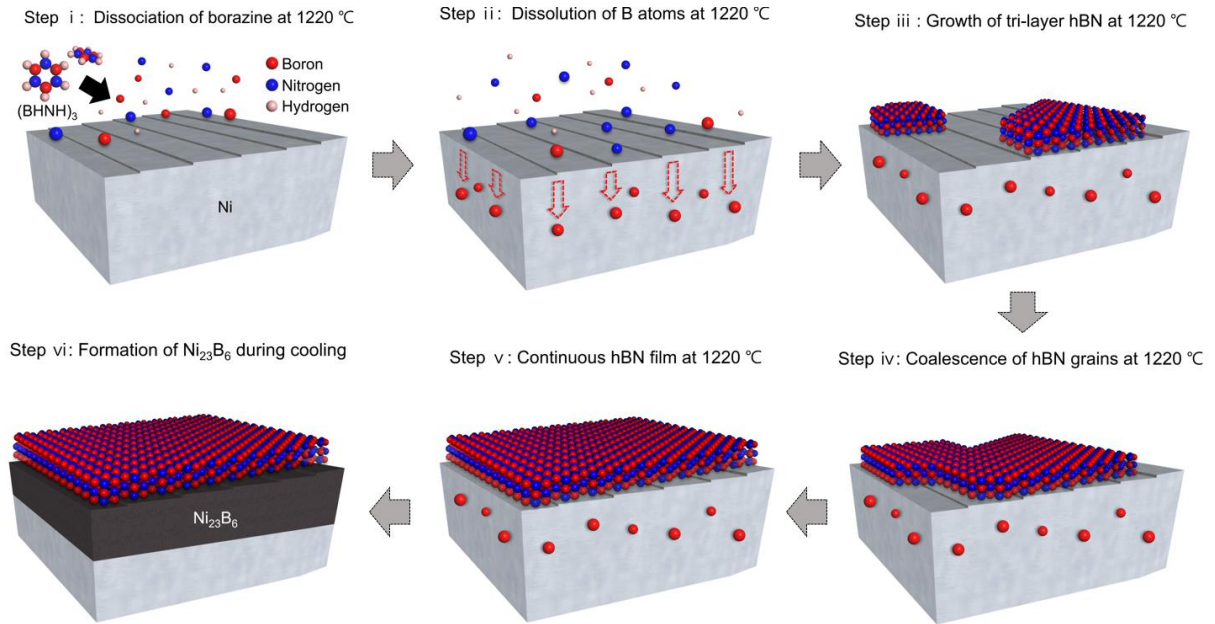 Step ⅰ: Dissociation of borazine at 1220 ℃
Boron
Nitrogen
Hydrogen
(BHNH)₃
Ni
Step ⅱ: Dissolution of B atoms at 1220 ℃
Step ⅲ: Growth of tri-layer hBN at 1220 ℃
Step ⅳ: Coalescence of hBN grains at 1220 ℃
Step ⅴ: Continuous hBN film at 1220 ℃
Step ⅵ: Formation of Ni₂₃B₆ during cooling
Ni₂₃B₆